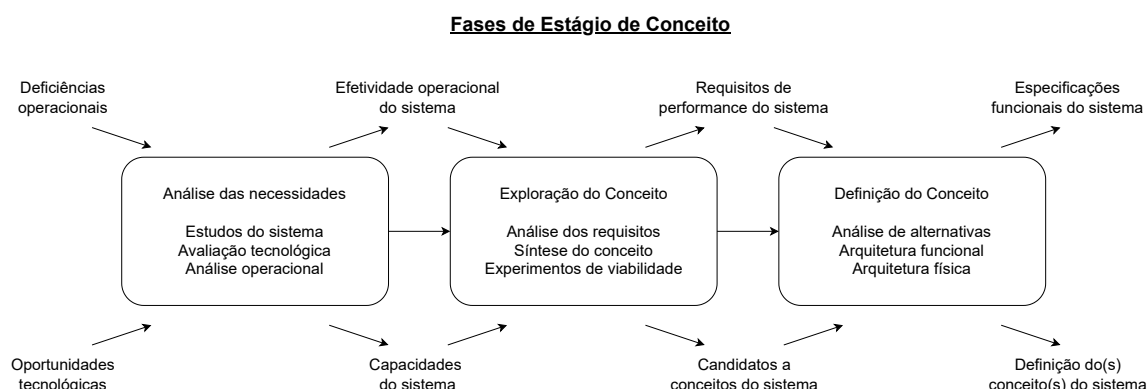 Fases de Estágio de Conceito
Deficiências
operacionais
Efetividade operacional
do sistema
Requisitos de
performance do sistema
Especificações
funcionais do sistema
Análise das necessidades
Estudos do sistema
Avaliação tecnológica
Análise operacional
Exploração do Conceito
Análise dos requisitos
Síntese do conceito
Experimentos de viabilidade
Definição do Conceito
Análise de alternativas
Arquitetura funcional
Arquitetura física
Oportunidades
tecnológicas
Capacidades
do sistema
Candidatos a
conceitos do sistema
Definição do(s)
conceito(s) do sistema